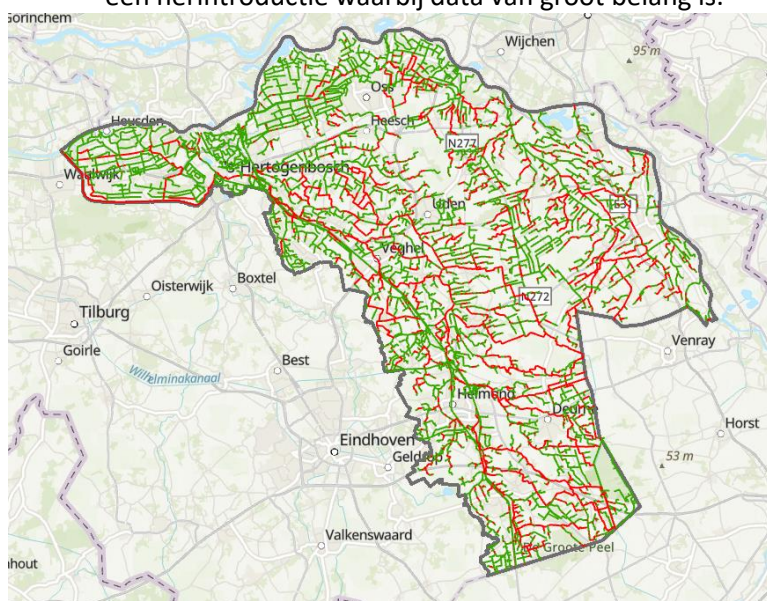 een herintroductie waarbij data van groot belang is.
Gorinchem
Wijchen
95 m
Oss
Heusden
Heesch
N277
's-Hertogenbosch
Waalwijk
Uden
Veghel
Oisterwijk
Boxtel
N272
Tilburg
Goirle
Venray
Best
Wilhelminakanaal
Helmond
Deurne
Horst
Eindhoven
Geldrop
53 m
Valkenswaard
De Groote Peel
nhout